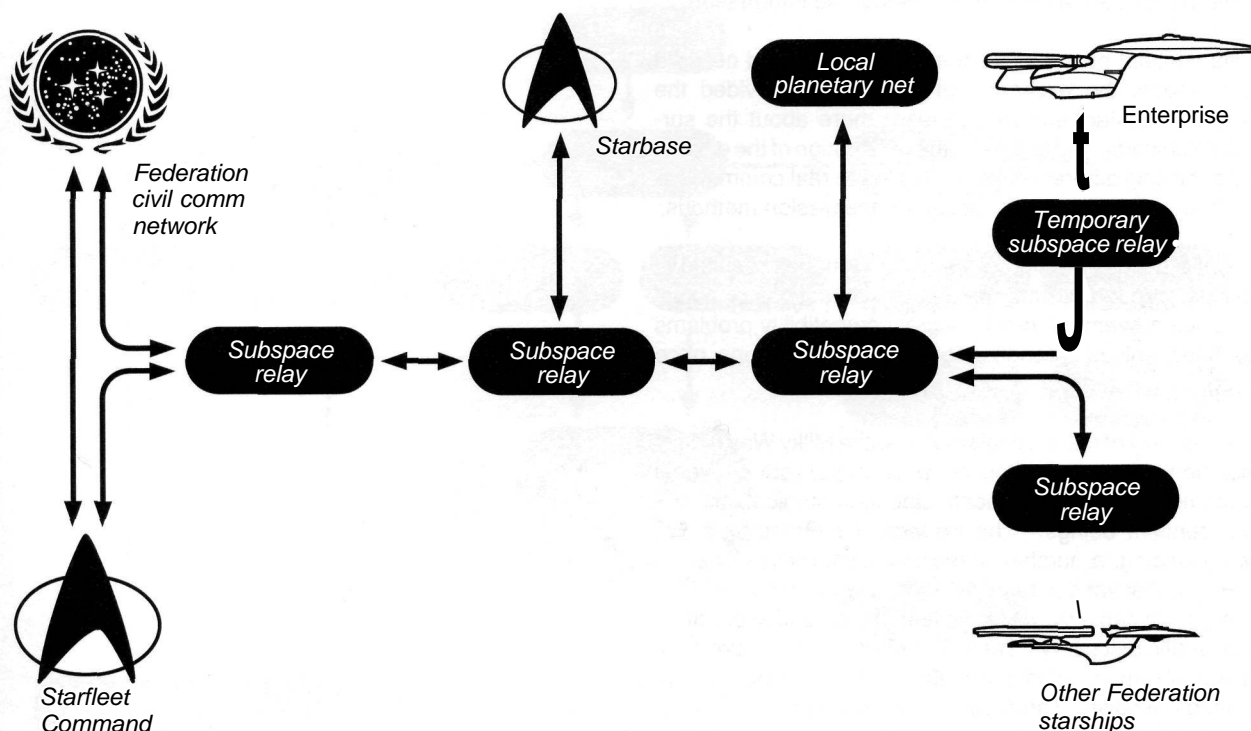 Local
planetary net
Enterprise
Starbase
Federation
civil comm
network
Temporary
subspace relay
Subspace
relay
Subspace
relay
Subspace
relay
Subspace
relay
Starfleet
Command
Other Federation
starships